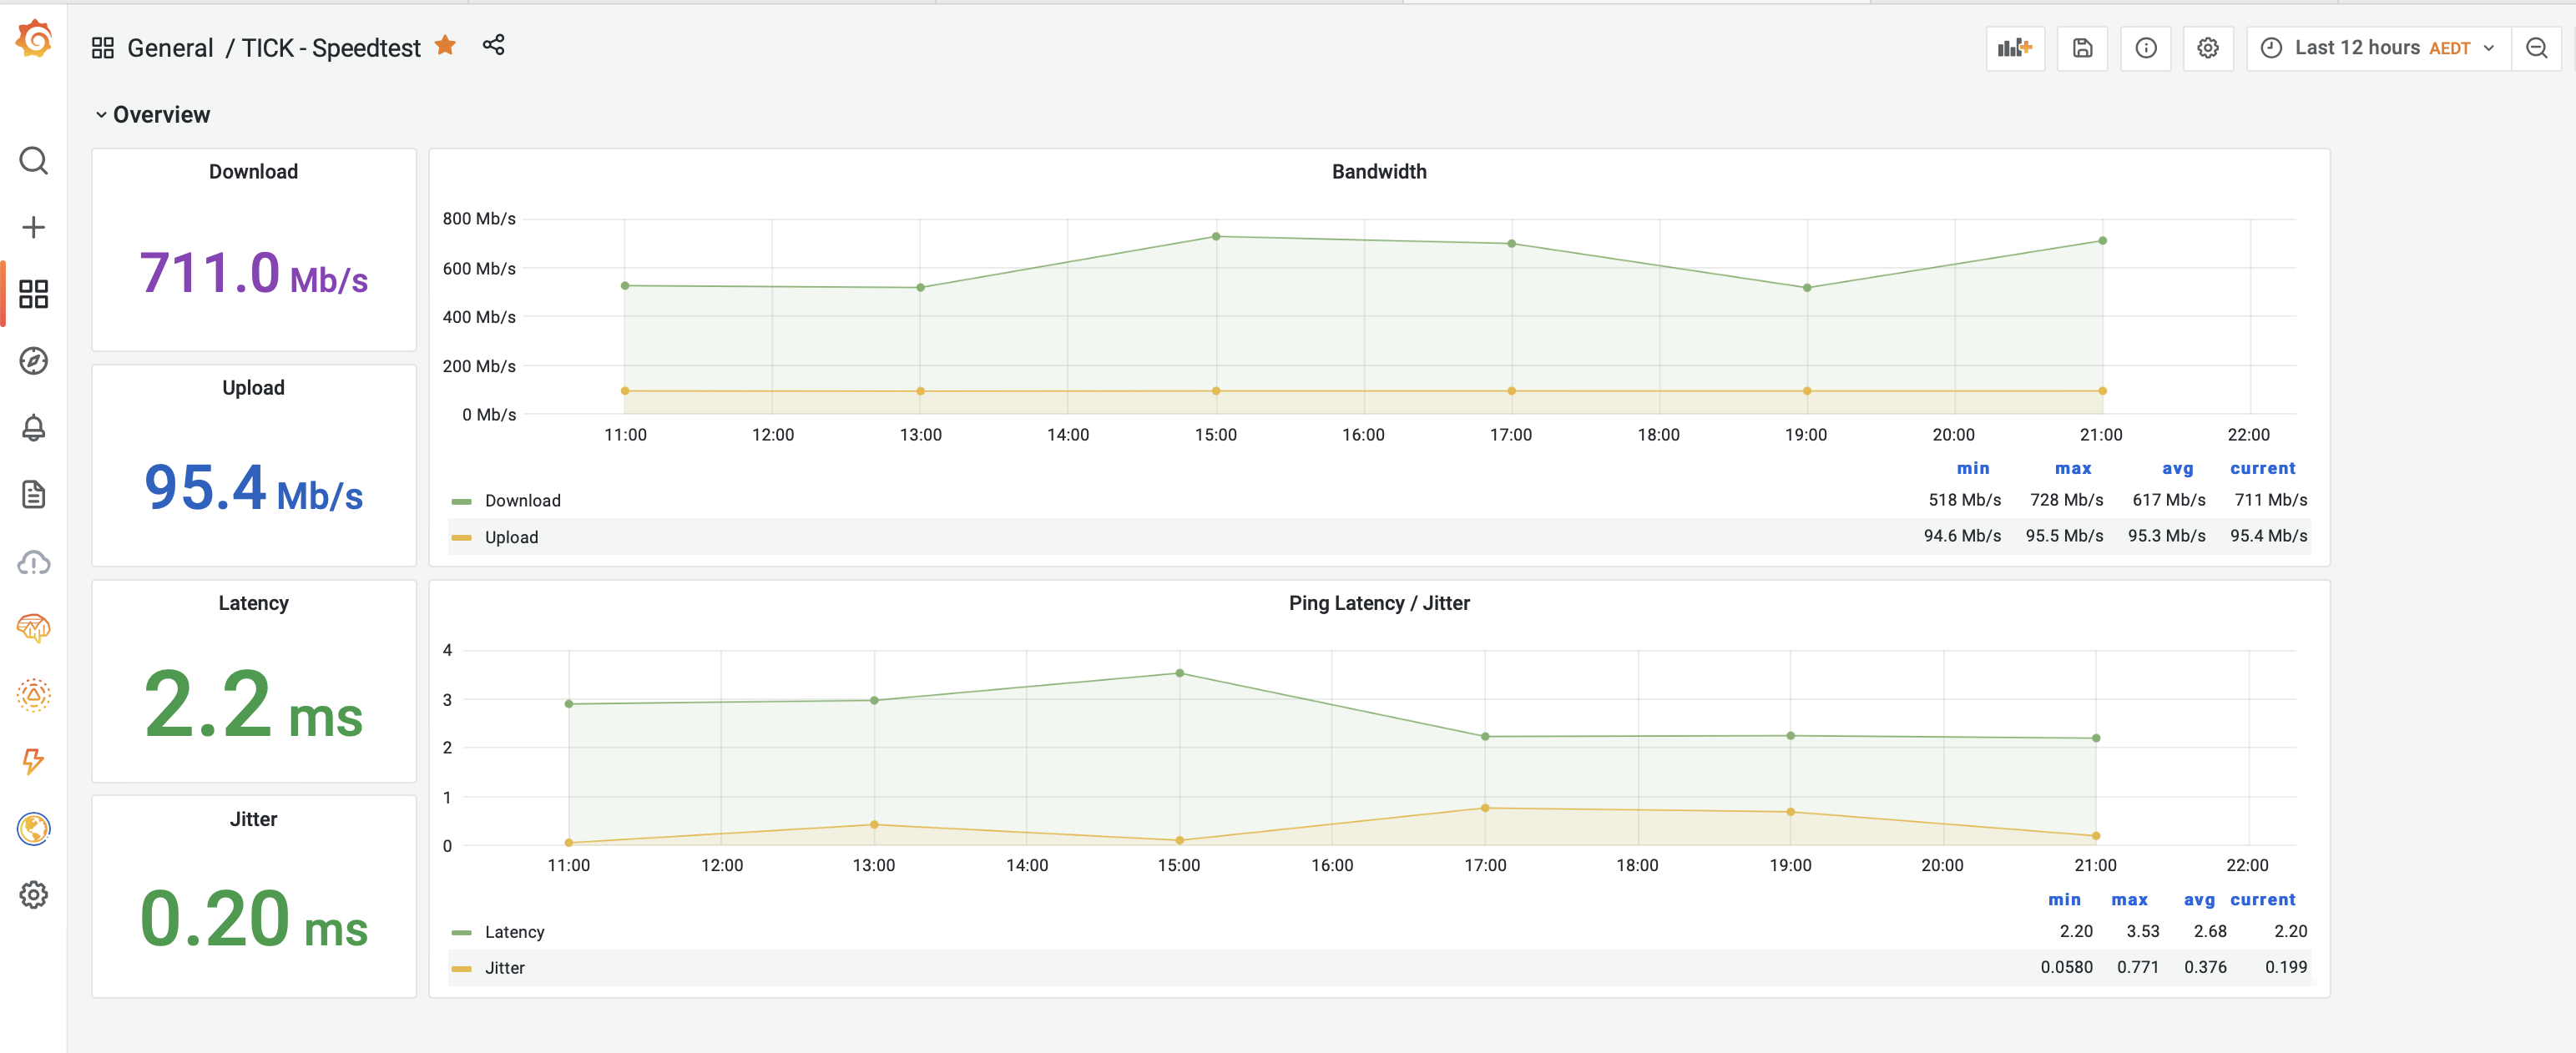 General / TICK - Speedtest
Last 12 hours AEDT
Overview
Download
711.0 Mb/s
Upload
95.4 Mb/s
Latency
2.2 ms
Jitter
0.20 ms
Bandwidth
800 Mb/s
600 Mb/s
400 Mb/s
200 Mb/s
0 Mb/s
11:00 12:00 13:00 14:00 15:00 16:00 17:00 18:00 19:00 20:00 21:00 22:00
min max avg current
Download 518 Mb/s 728 Mb/s 617 Mb/s 711 Mb/s
Upload 94.6 Mb/s 95.5 Mb/s 95.3 Mb/s 95.4 Mb/s
Ping Latency / Jitter
4
3
2
1
0
11:00 12:00 13:00 14:00 15:00 16:00 17:00 18:00 19:00 20:00 21:00 22:00
min max avg current
Latency 2.20 3.53 2.68 2.20
Jitter 0.0580 0.771 0.376 0.199